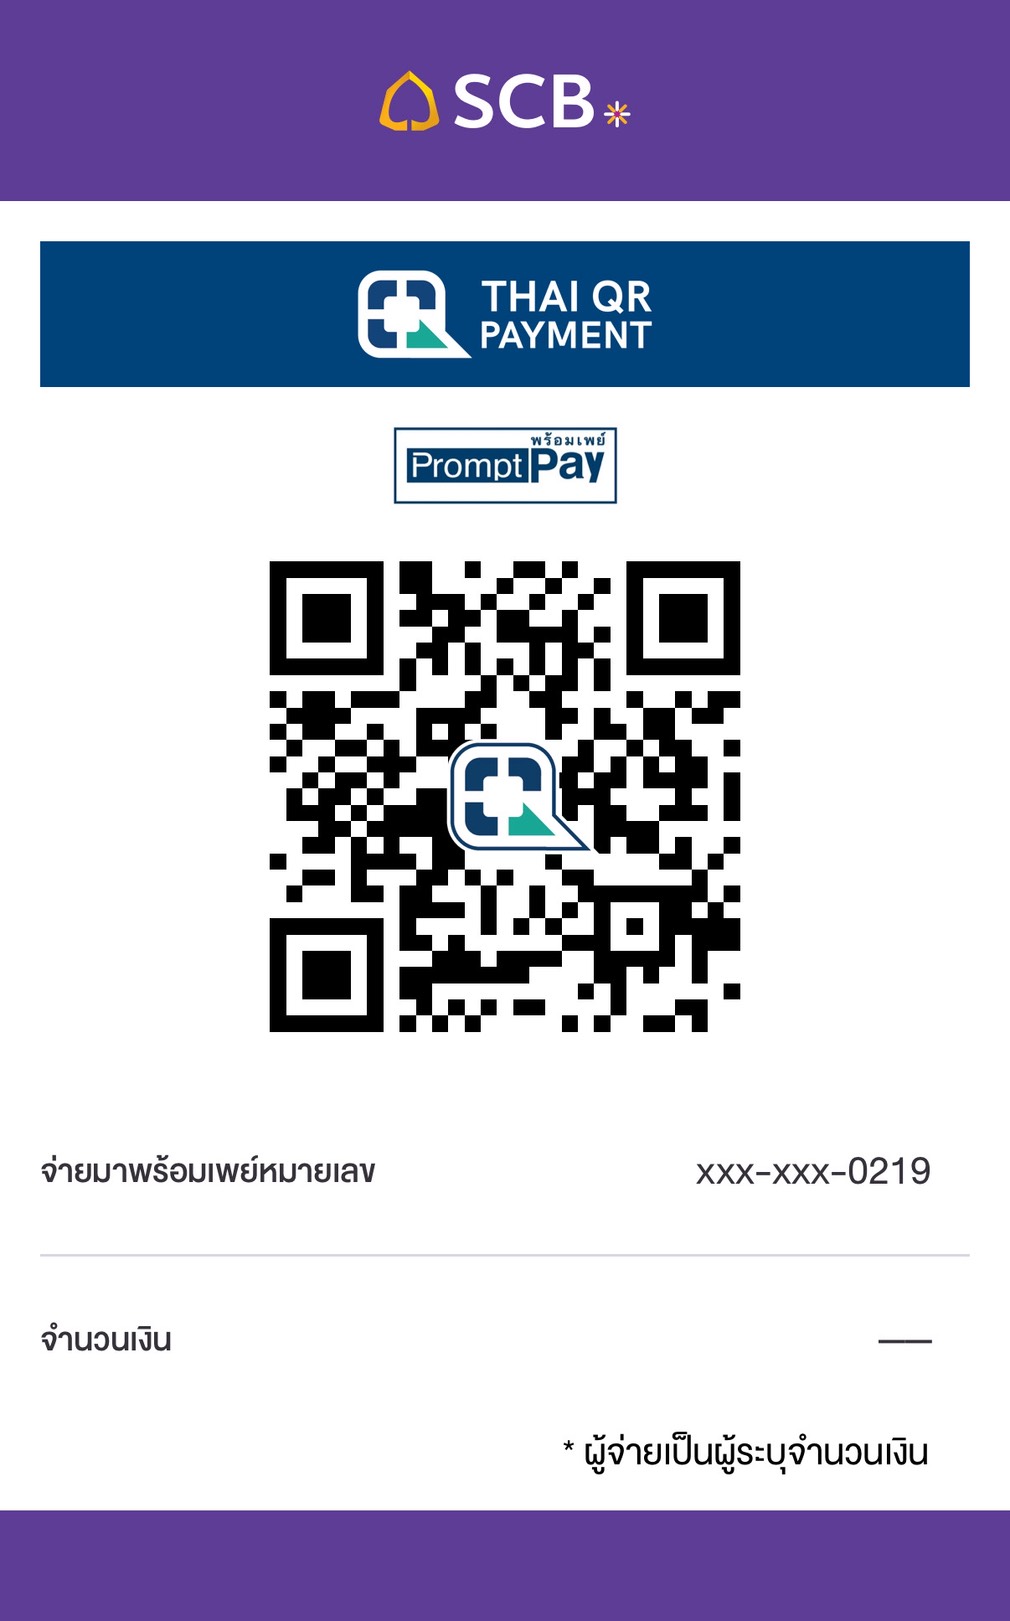 SCB
THAI QR
PAYMENT
พร้อมเพย์
PromptPay
จ่ายมาพร้อมเพย์หมายเลข xxx-xxx-0219
จำนวนเงิน ——
* ผู้จ่ายเป็นผู้ระบุจำนวนเงิน